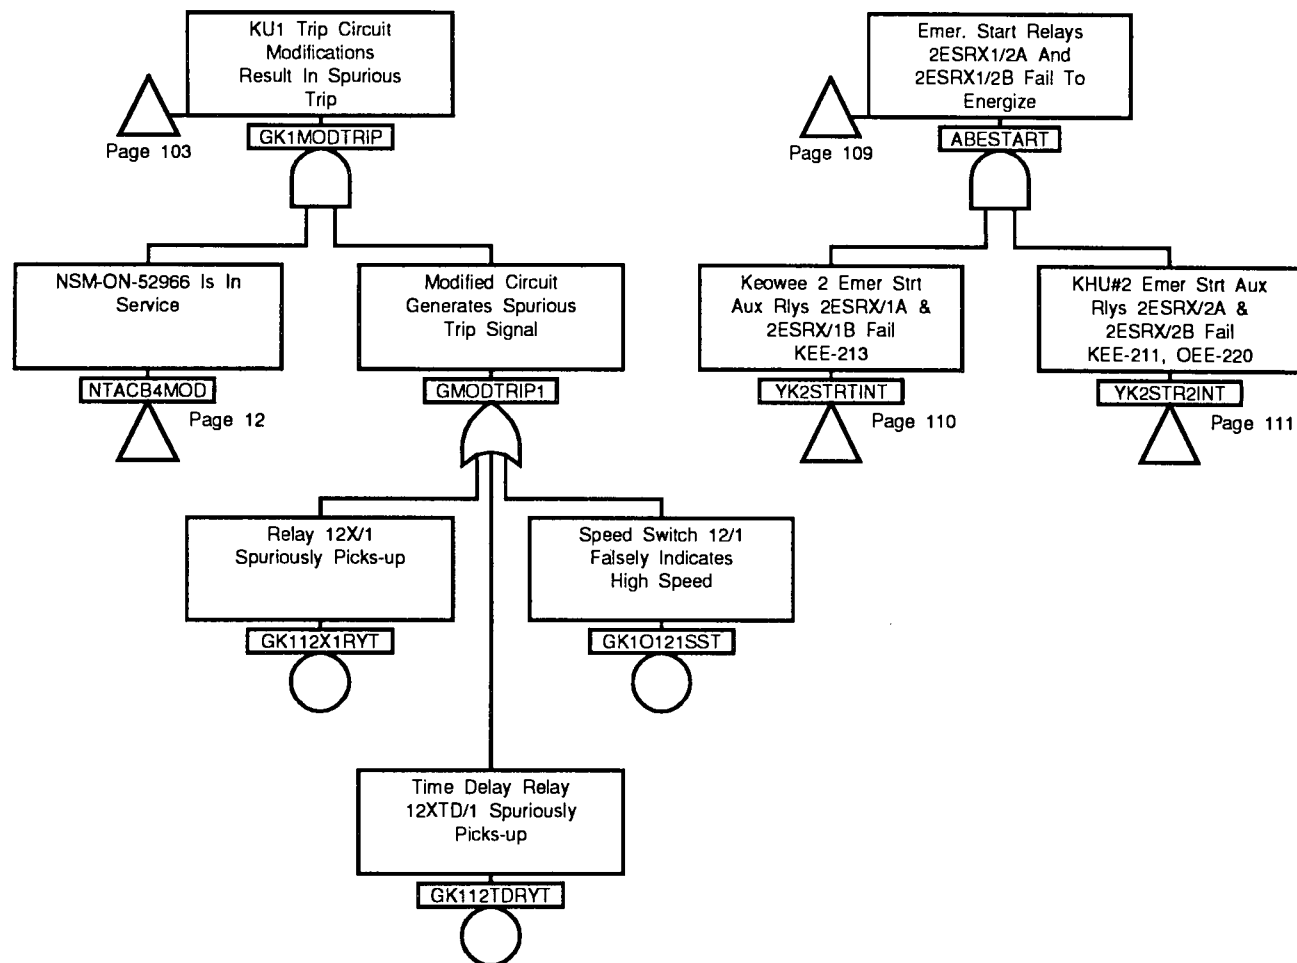 KU1 Trip Circuit
Modifications
Result In Spurious
Trip
Page 103
GK1MODTRIP
NSM-ON-52966 Is In
Service
NTACB4MOD
Page 12
Modified Circuit
Generates Spurious
Trip Signal
GMODTRIP1
Relay 12X/1
Spuriously Picks-up
GK112X1RYT
Speed Switch 12/1
Falsely Indicates
High Speed
GK1O121SST
Time Delay Relay
12XTD/1 Spuriously
Picks-up
GK112TDRYT
Emer. Start Relays
2ESRX1/2A And
2ESRX1/2B Fail To
Energize
Page 109
ABESTART
Keowee 2 Emer Strt
Aux Rlys 2ESRX/1A &
2ESRX/1B Fail
KEE-213
YK2STRTINT
Page 110
KHU#2 Emer Strt Aux
Rlys 2ESRX/2A &
2ESRX/2B Fail
KEE-211, OEE-220
YK2STR2INT
Page 111